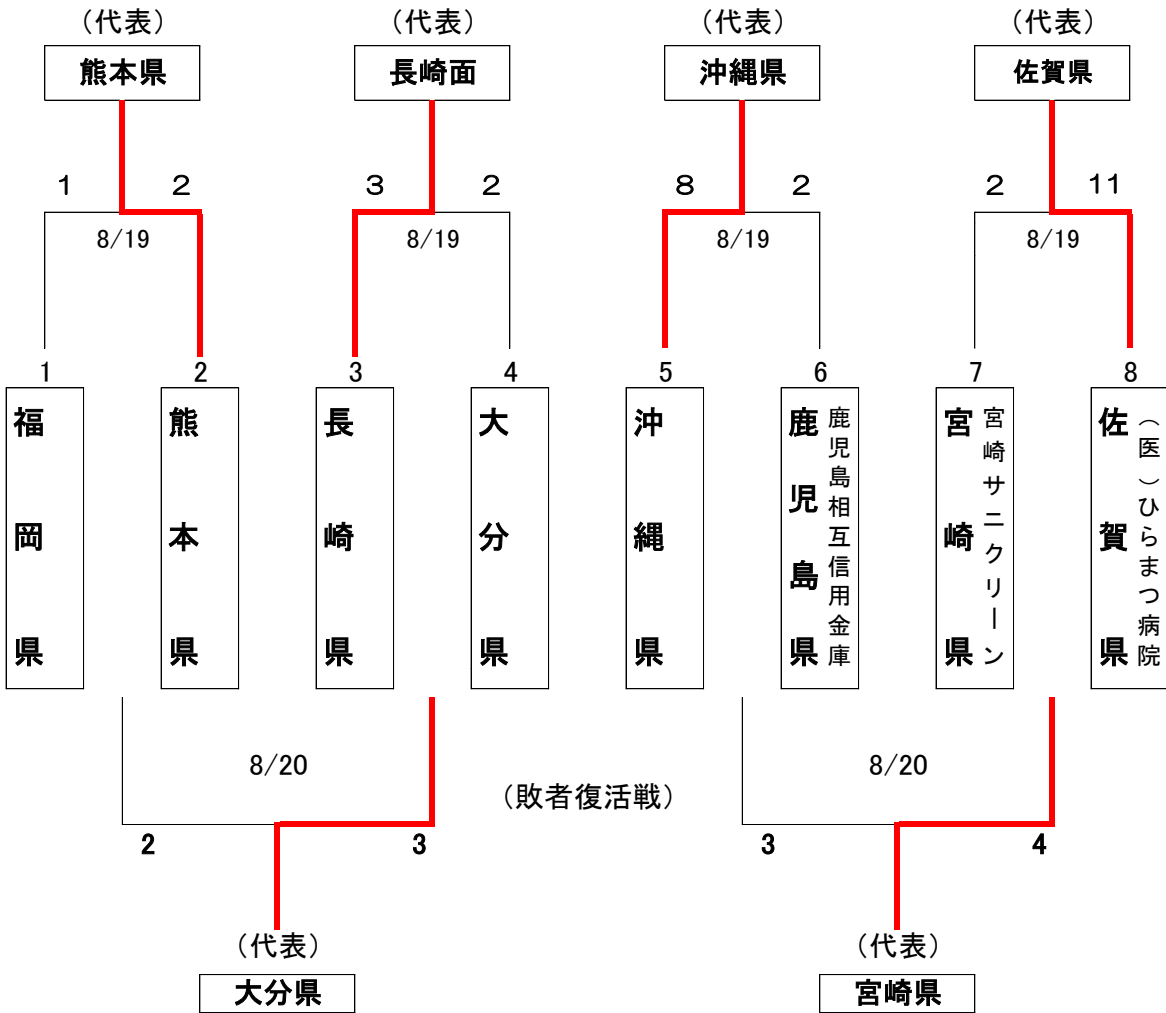 （代表） （代表） （代表） （代表）
熊本県 長崎面 沖縄県 佐賀県
1 2 3 2 8 2 2 11
8/19 8/19 8/19 8/19
1 2 3 4 5 6 7 8
福岡県
熊本県
長崎県
大分県
沖縄県
鹿児島県
鹿児島相互信用金庫
宮崎県
宮崎サニクリーン
佐賀県
（医）ひらまつ病院
8/20 8/20
（敗者復活戦）
2 3 3 4
（代表） （代表）
大分県 宮崎県